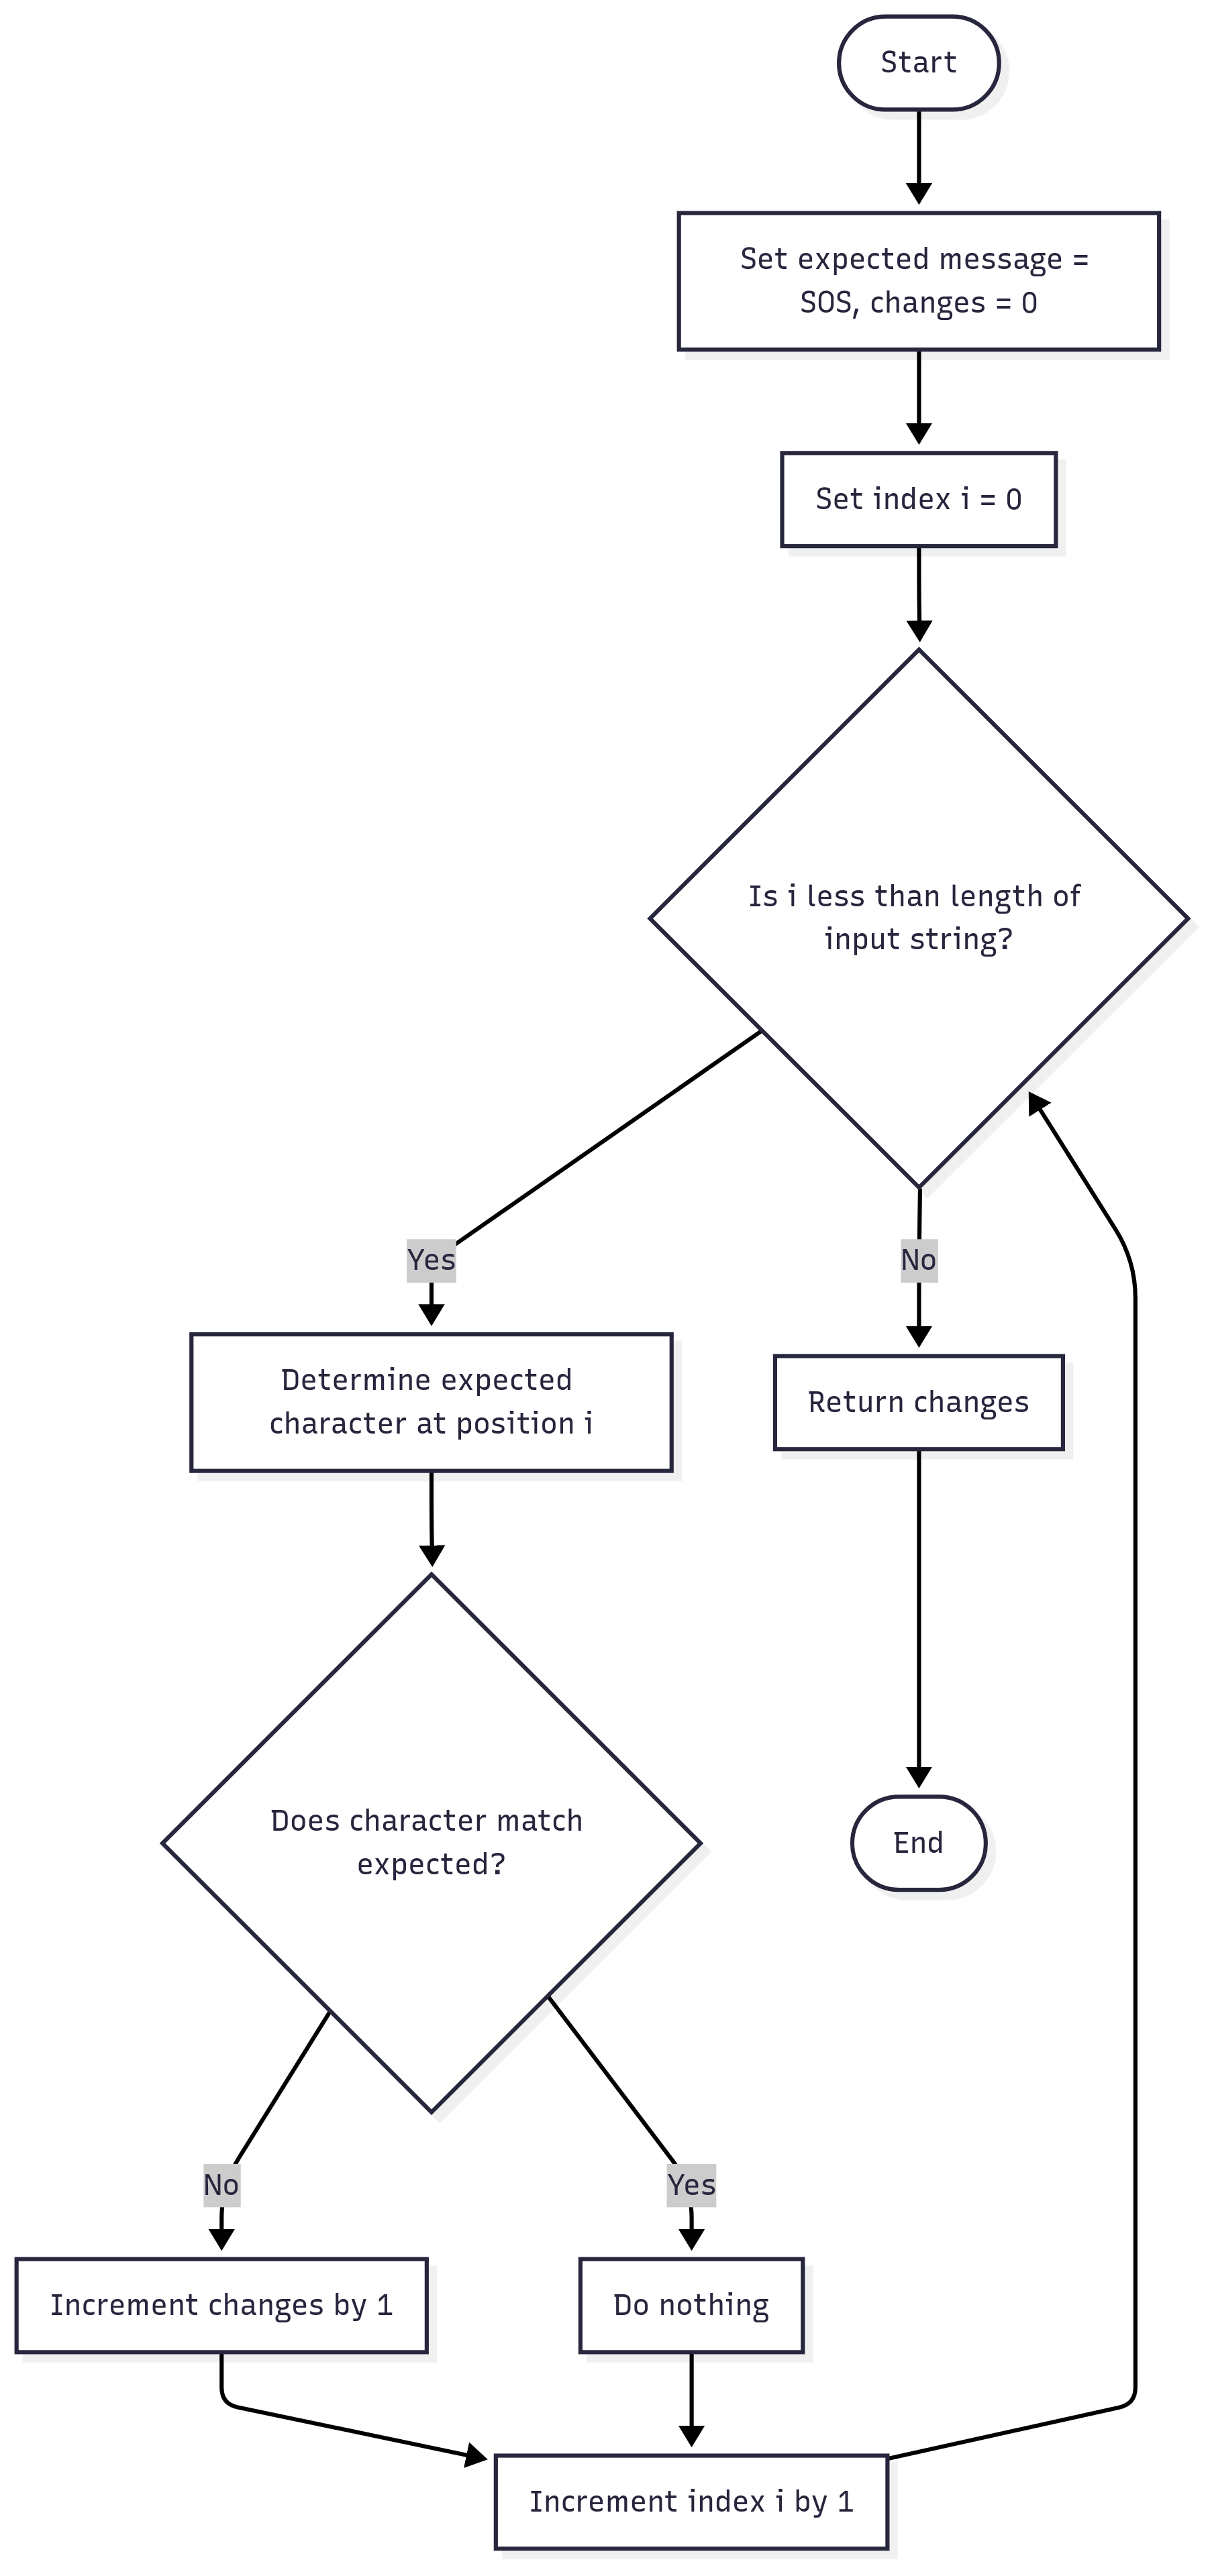 Start
Set expected message =
SOS, changes = 0
Set index i = 0
Is i less than length of
input string?
Yes
No
Determine expected
character at position i
Return changes
Does character match
expected?
End
No
Yes
Increment changes by 1
Do nothing
Increment index i by 1